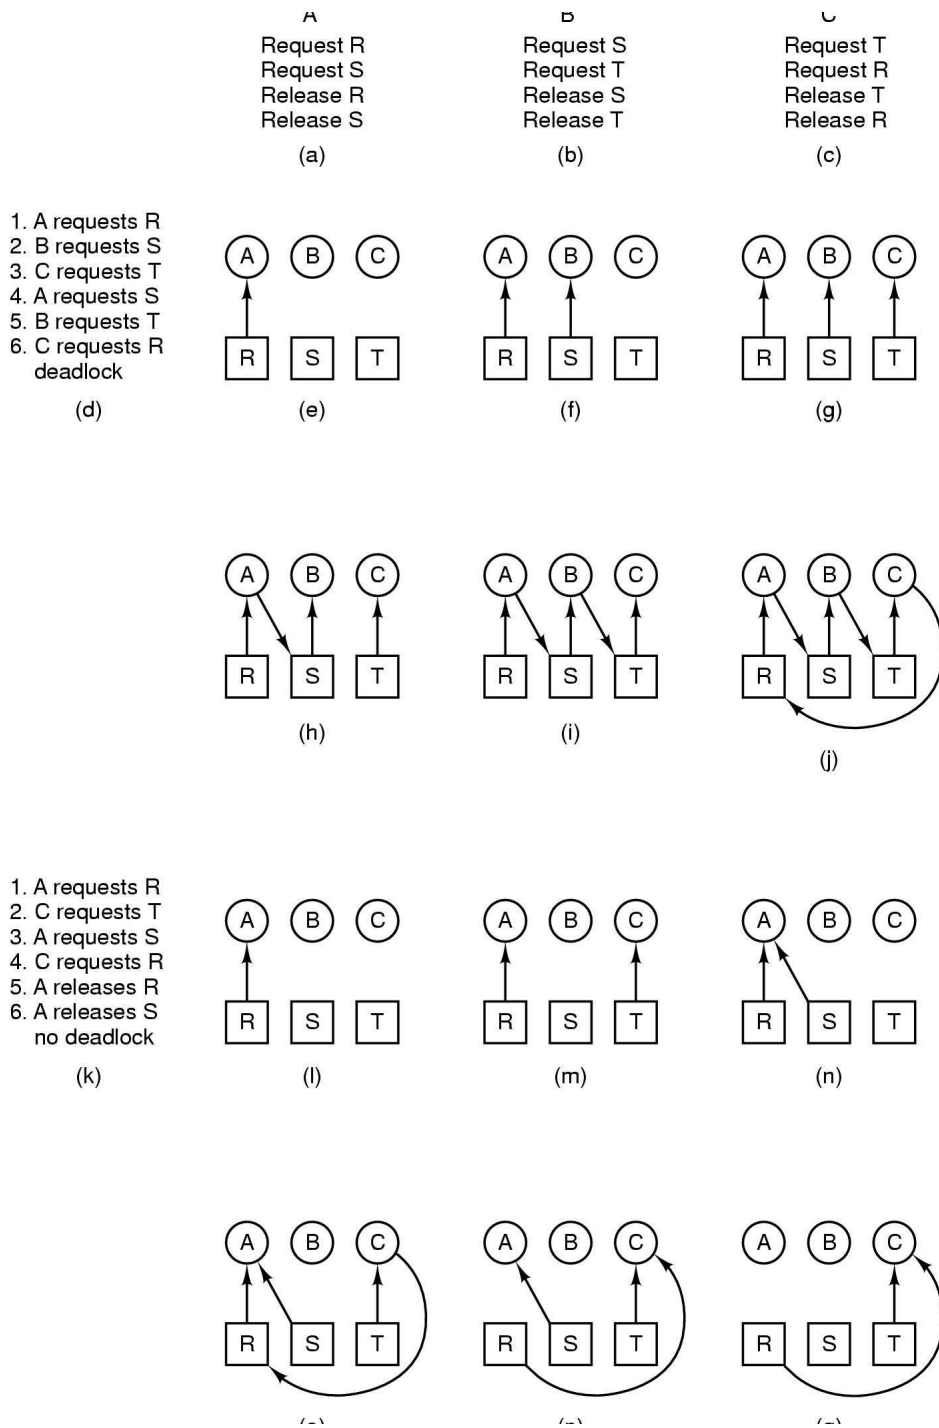 A B C
Request R Request S Request T
Request S Request T Request R
Release R Release S Release T
Release S Release T Release R
(a) (b) (c)
1. A requests R
2. B requests S
3. C requests T
4. A requests S
5. B requests T
6. C requests R
deadlock
(d)
A B C A B C A B C
R S T R S T R S T
(e) (f) (g)
A B C A B C A B C
R S T R S T R S T
(h) (i) (j)
1. A requests R
2. C requests T
3. A requests S
4. C requests R
5. A releases R
6. A releases S
no deadlock
(k)
A B C A B C A B C
R S T R S T R S T
(l) (m) (n)
A B C A B C A B C
R S T R S T R S T
(o) (p) (q)